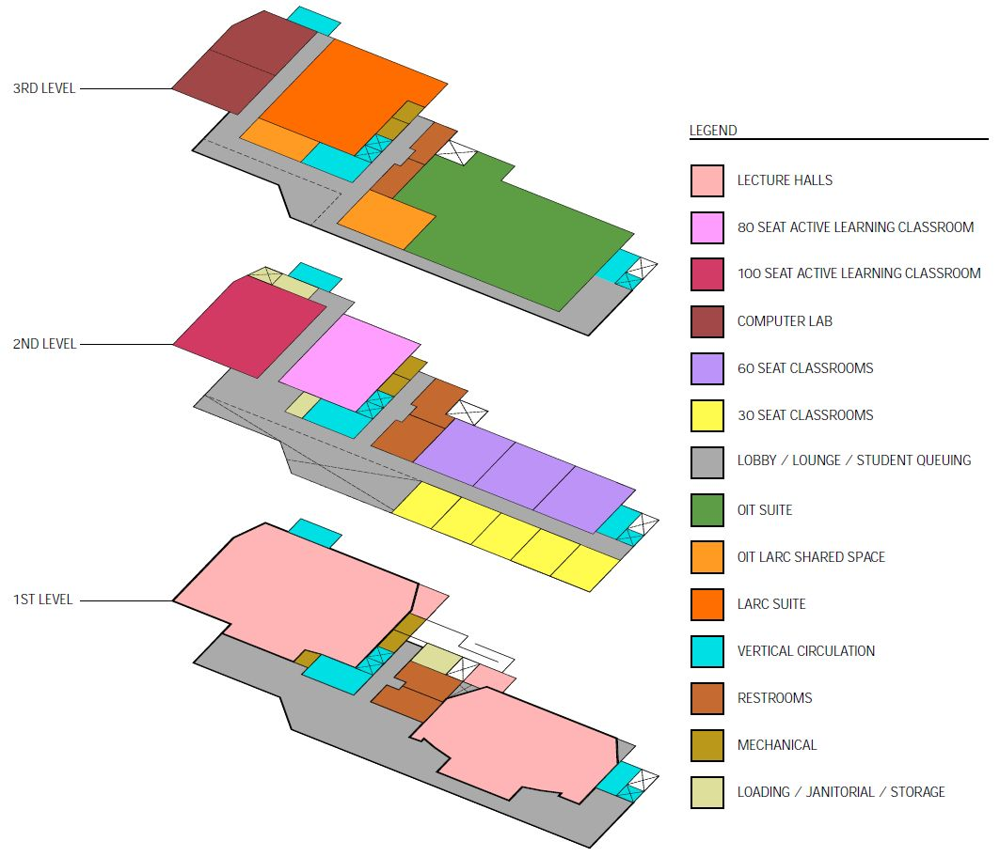 LEGEND
3RD LEVEL
LECTURE HALLS
80 SEAT ACTIVE LEARNING CLASSROOM
100 SEAT ACTIVE LEARNING CLASSROOM
COMPUTER LAB
2ND LEVEL
60 SEAT CLASSROOMS
30 SEAT CLASSROOMS
LOBBY / LOUNGE / STUDENT QUEUING
OIT SUITE
OIT LARC SHARED SPACE
1ST LEVEL
LARC SUITE
VERTICAL CIRCULATION
RESTROOMS
MECHANICAL
LOADING / JANITORIAL / STORAGE